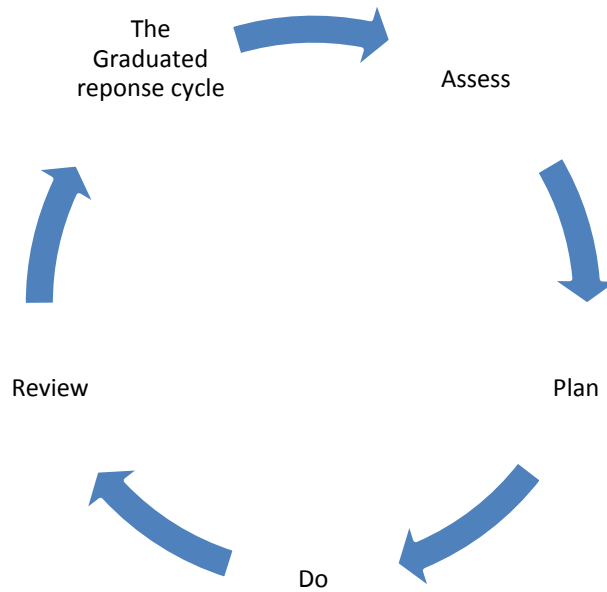 The
Graduated
reponse cycle
Assess
Plan
Do
Review